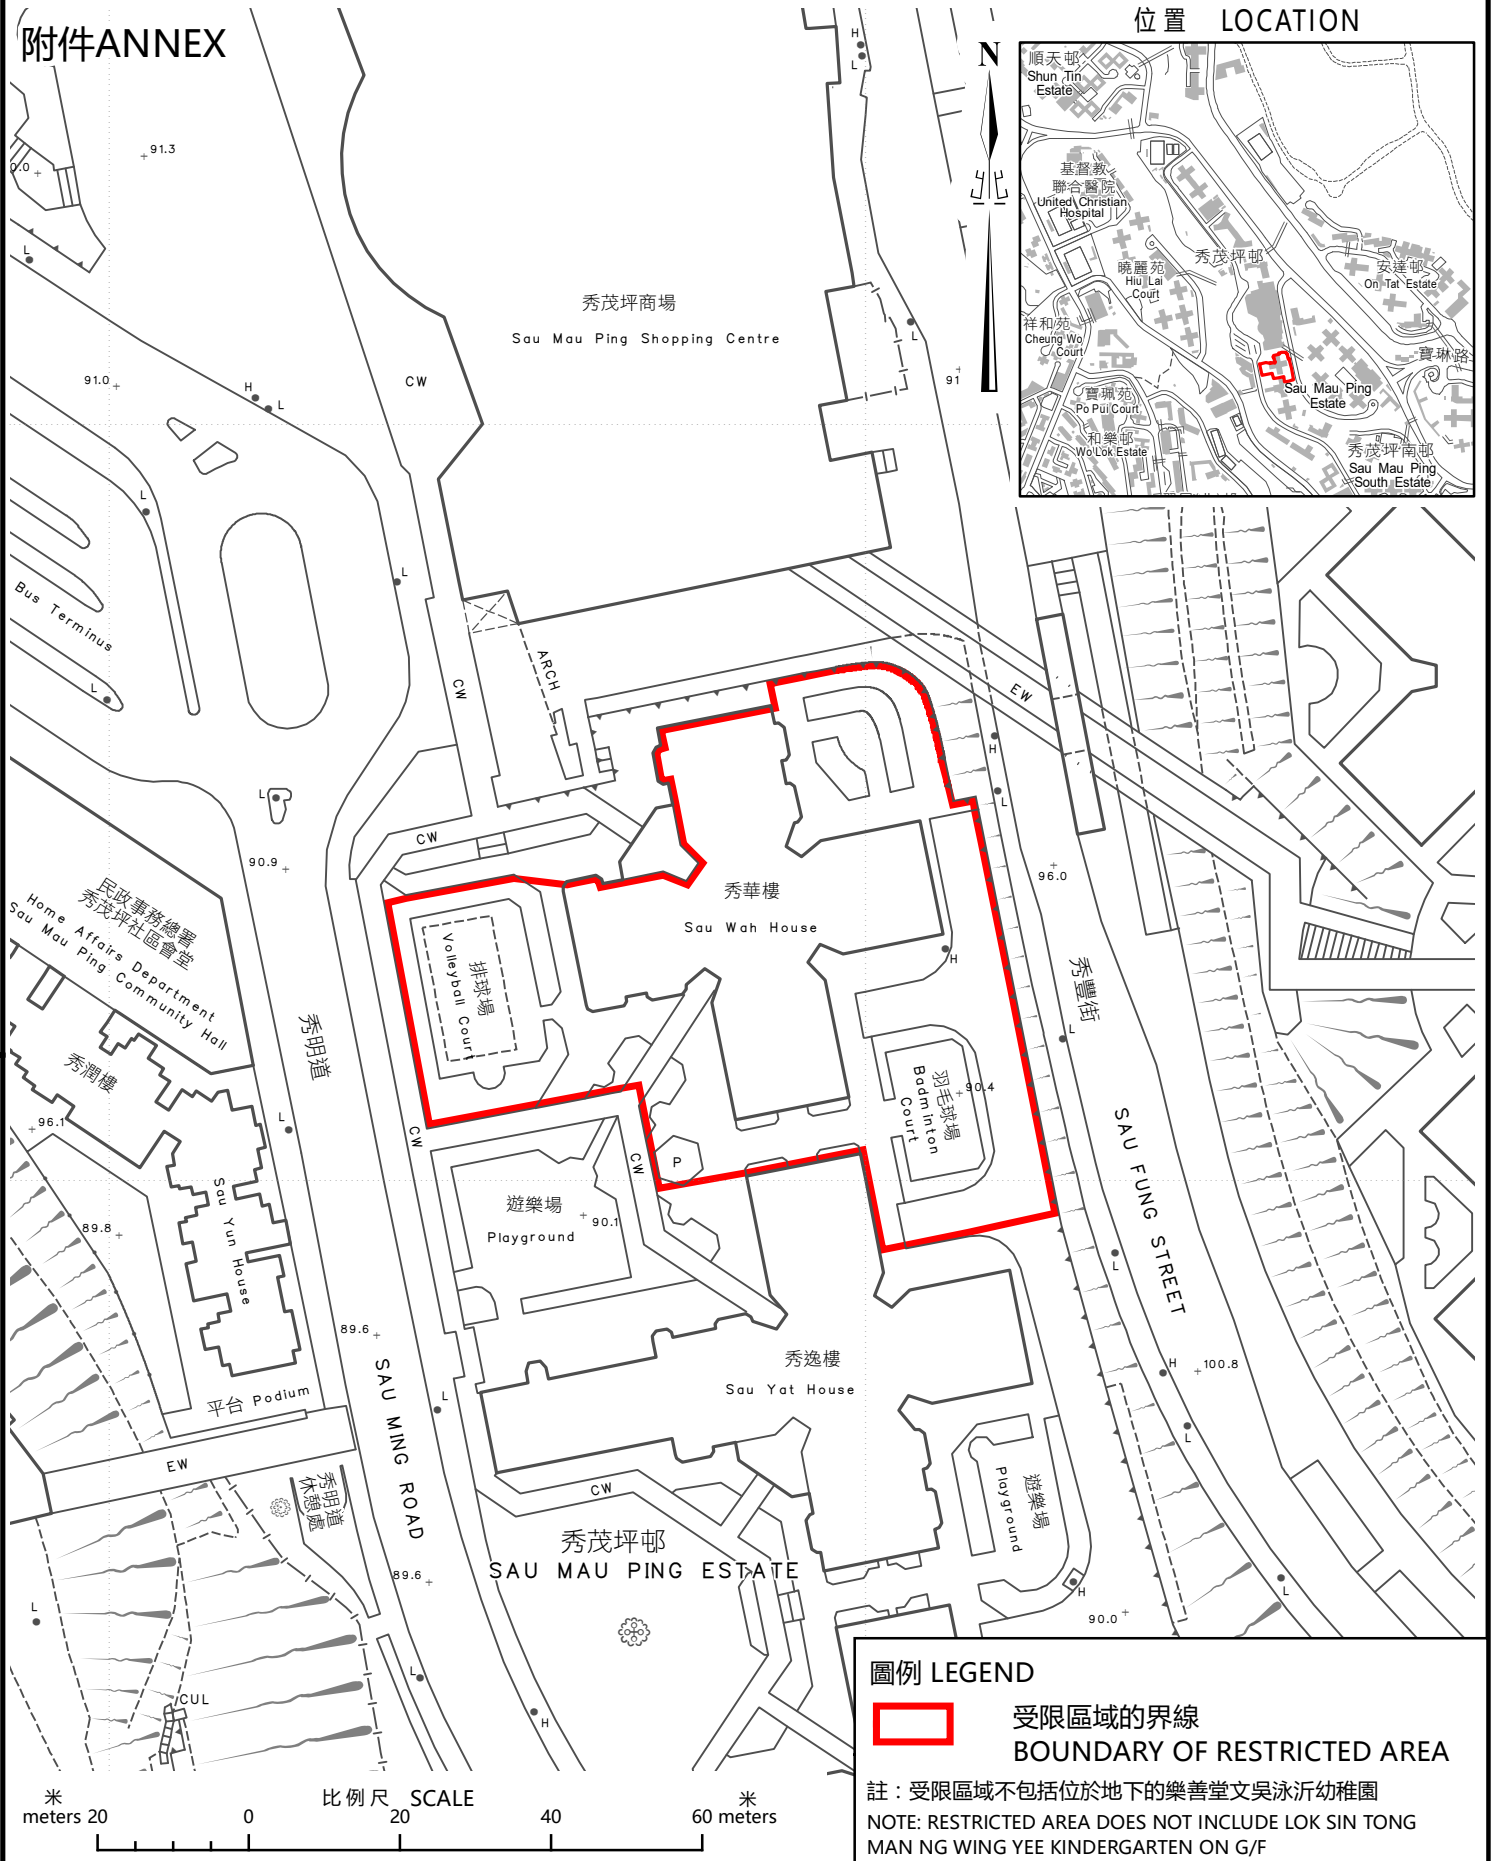 附件ANNEX
位置 LOCATION
N
順天邨
Shun Tin
Estate
基督教
聯合醫院
United Christian
Hospital
秀茂坪邨
曉麗苑
Hiu Lai
Court
安達邨
On Tat Estate
祥和苑
Cheung Wo
Court
寶琳路
寶珮苑
Po Pui Court
Sau Mau Ping
Estate
和樂邨
Wo Lok Estate
秀茂坪南邨
Sau Mau Ping
South Estate
H
L
91.3
L
秀茂坪商場
Sau Mau Ping Shopping Centre
L
91.0
H
L
CW
91
L
L
Bus Terminus
L
CW
ARCH
EW
H
L
L
CW
90.9
96.0
民政事務總署
秀茂坪社區會堂
Home Affairs Department
Sau Mau Ping Community Hall
秀華樓
Sau Wah House
排球場
Volleyball Court
H
秀豐街
L
秀明道
秀潤樓
96.1
L
CW
羽毛球場
Badminton
Court
90.4
CW
P
SAU FUNG STREET
Sau Yun House
遊樂場
90.1
Playground
89.8
L
89.6
秀逸樓
Sau Yat House
H
100.8
平台 Podium
L
SAU MING ROAD
L
EW
秀明道
休憩處
CW
遊樂場
Playground
秀茂坪邨
SAU MAU PING ESTATE
89.6
L
H
90.0
L
L
CUL
H
圖例 LEGEND
受限區域的界線
BOUNDARY OF RESTRICTED AREA
註：受限區域不包括位於地下的樂善堂文吳泳沂幼稚園
NOTE: RESTRICTED AREA DOES NOT INCLUDE LOK SIN TONG
MAN NG WING YEE KINDERGARTEN ON G/F
米 比例尺 SCALE 米
meters 20 0 20 40 60 meters